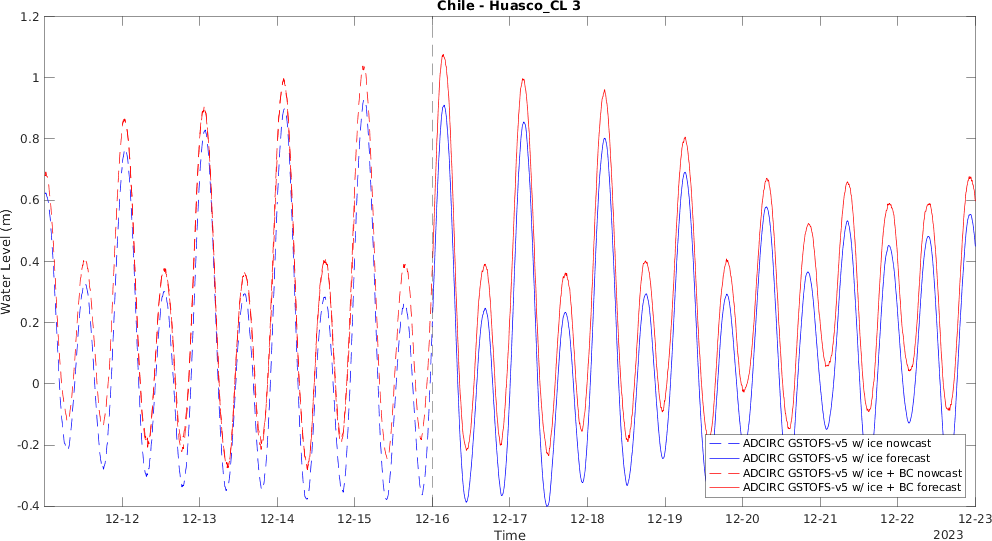 Chile - Huasco_CL 3
Water Level (m)
1.2
1
0.8
0.6
0.4
0.2
0
-0.2
-0.4
ADCIRC GSTOFS-v5 w/ ice nowcast
ADCIRC GSTOFS-v5 w/ ice forecast
ADCIRC GSTOFS-v5 w/ ice + BC nowcast
ADCIRC GSTOFS-v5 w/ ice + BC forecast
12-12 12-13 12-14 12-15 12-16 12-17 12-18 12-19 12-20 12-21 12-22 12-23
Time
2023